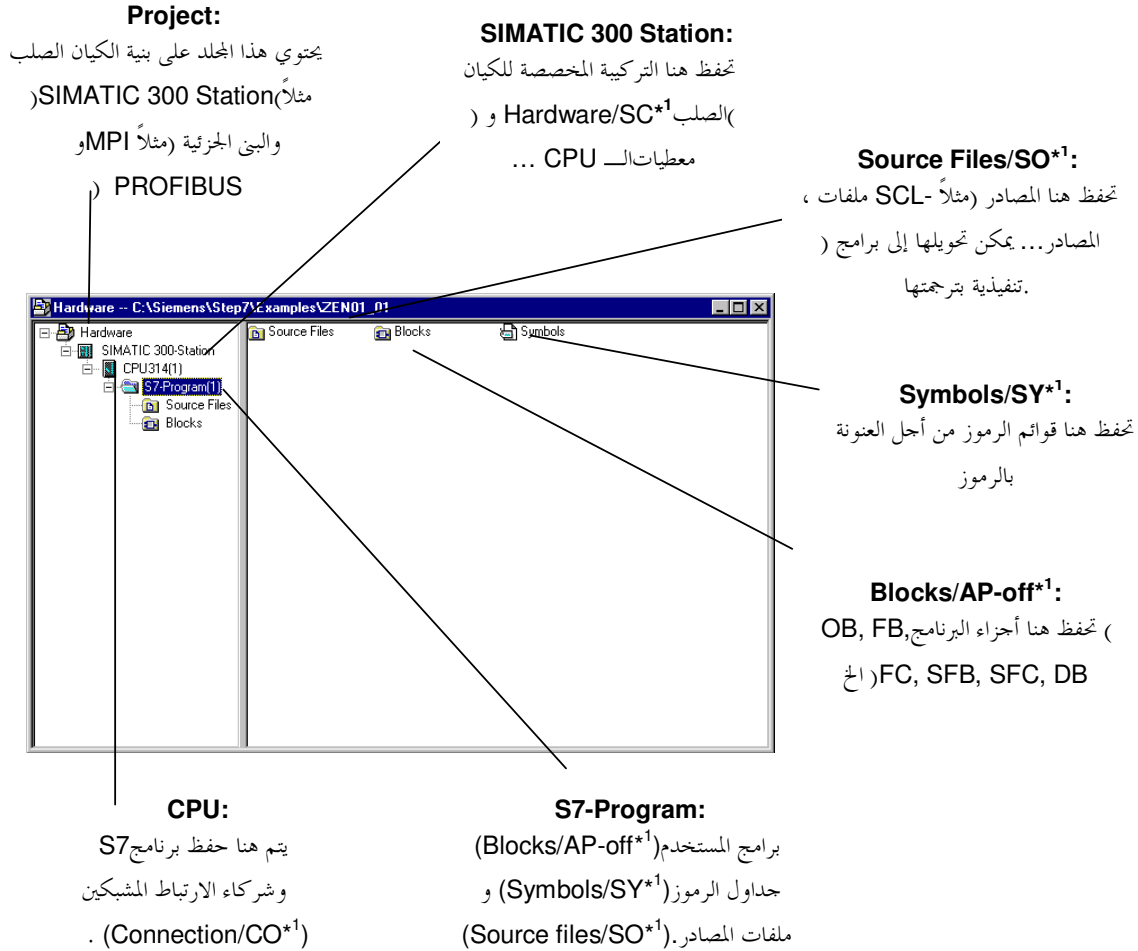 Project:
يحتوي هذا المجلد على بنية الكيان الصلب
مثلاً)SIMATIC 300 Station(
والبنى الجزئية (مثلاً MPIو
) PROFIBUS (
SIMATIC 300 Station:
تحفظ هنا التركيبة المخصصة للكيان
)الصلب Hardware/SC*1 و (
معطياتالـــ CPU ...
Source Files/SO*1:
تحفظ هنا المصادر (مثلاً -SCL ملفات ،
المصادر... يمكن تحويلها إلى برامج (
.تنفيذية بترجمتها
Hardware -- C:\Siemens\Step7\Examples\ZEN01_01
Hardware
SIMATIC 300-Station
CPU314(1)
S7-Program(1)
Source Files
Blocks
Source Files
Blocks
Symbols
Symbols/SY*1:
تحفظ هنا قوائم الرموز من أجل العنونة
بالرموز
Blocks/AP-off*1:
) تحفظ هنا أجزاء البرنامج,OB, FB
FC, SFB, SFC, DB( الخ
CPU:
يتم هنا حفظ برنامجS7
وشركاء الارتباط المشبكين
. (Connection/CO*1)
S7-Program:
برامج المستخدم(Blocks/AP-off*1)
جداول الرموز(Symbols/SY*1) و
ملفات المصادر.(Source files/SO*1)